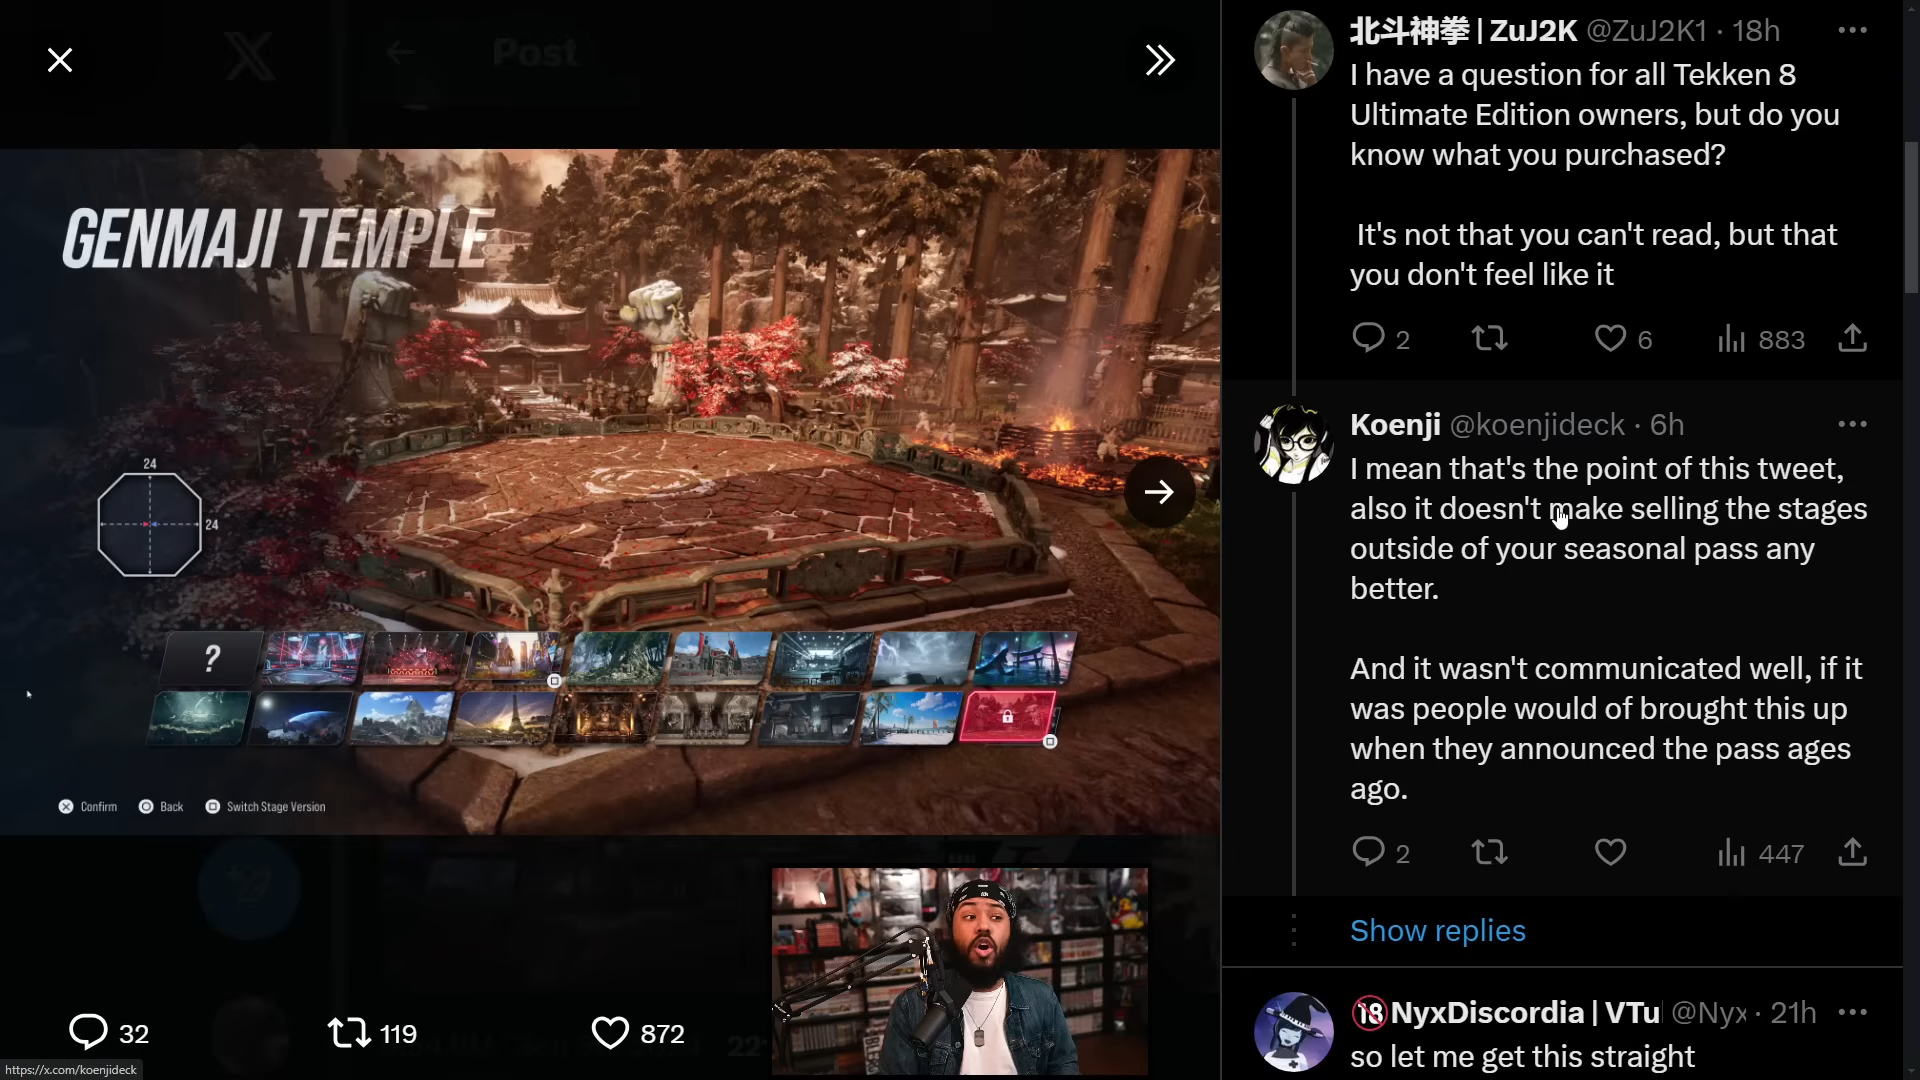 Post
GENMAJI TEMPLE
24
24
?
Confirm
Back
Switch Stage Version
32
119
872
https://x.com/koenjideck
北斗神拳 | ZuJ2K @ZuJ2K1 · 18h
I have a question for all Tekken 8
Ultimate Edition owners, but do you
know what you purchased?
It's not that you can't read, but that
you don't feel like it
2
6
883
Koenji @koenjideck · 6h
I mean that's the point of this tweet,
also it doesn't make selling the stages
outside of your seasonal pass any
better.
And it wasn't communicated well, if it
was people would of brought this up
when they announced the pass ages
ago.
2
447
Show replies
🔞NyxDiscordia | VTu @Nyx · 21h
so let me get this straight